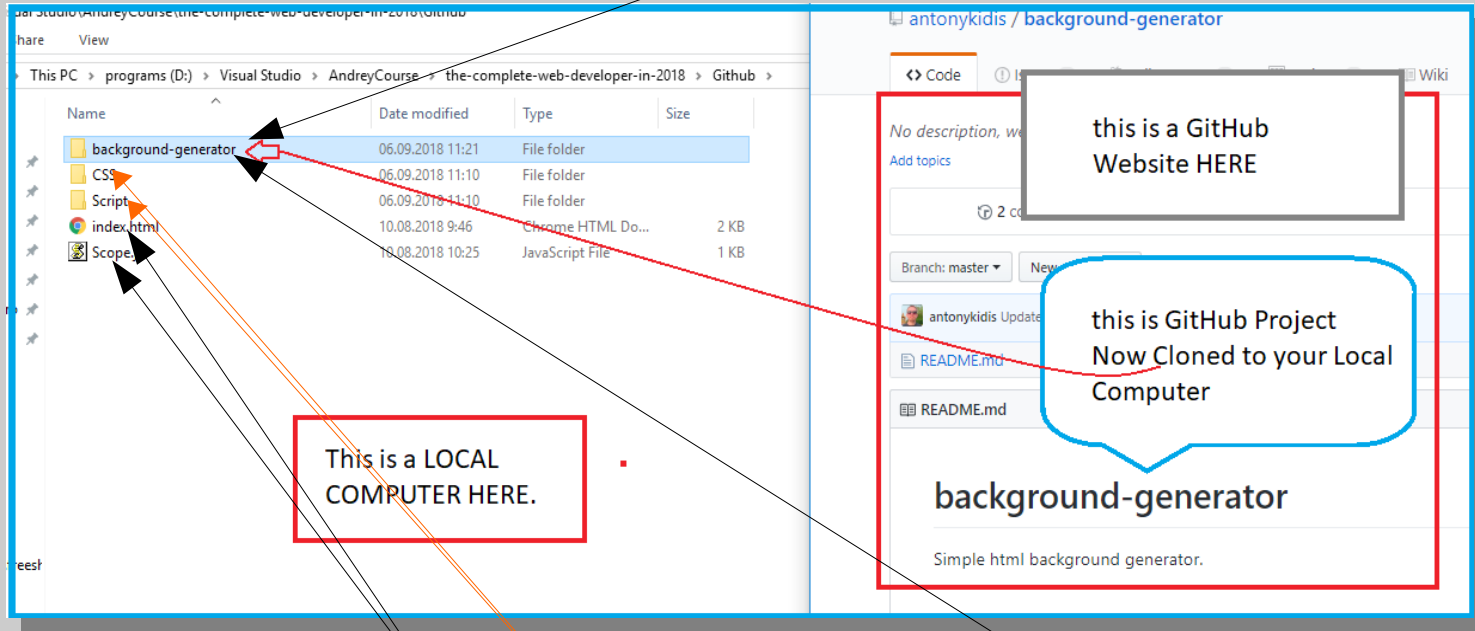 AndreyCourse\the-complete-web-developer-in-2018\Github
Share View
This PC > programs (D:) > Visual Studio > AndreyCourse > the-complete-web-developer-in-2018 > Github >
Name Date modified Type Size
background-generator 06.09.2018 11:21 File folder
CSS 06.09.2018 11:10 File folder
Script 06.09.2018 11:10 File folder
index.html 10.08.2018 9:46 Chrome HTML Do... 2 KB
Scope. 10.08.2018 10:25 JavaScript File 1 KB
This is a LOCAL
COMPUTER HERE.
antonykidis / background-generator
<> Code Wiki
this is a GitHub
Website HERE
No description,
Add topics
2
Branch: master New
antonykidis Update
README.md
this is GitHub Project
Now Cloned to your Local
Computer
README.md
background-generator
Simple html background generator.